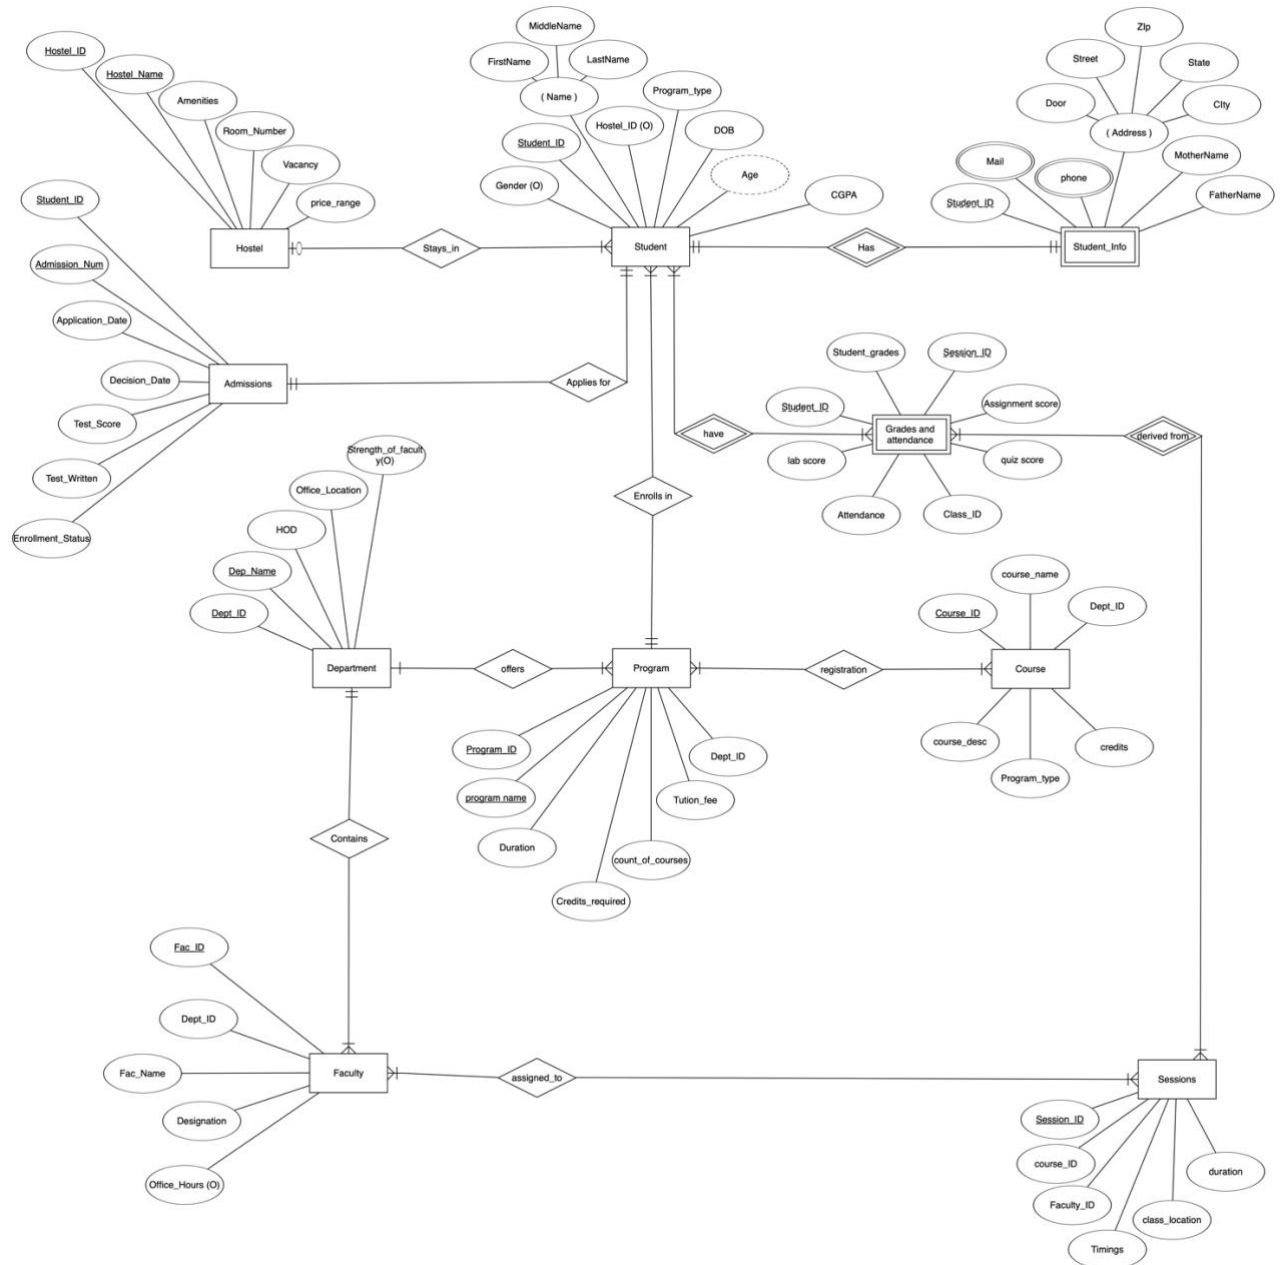 MiddleName
FirstName
LastName
( Name )
Program_type
Hostel_ID (O)
Student_ID
DOB
Gender (O)
Age
CGPA
ZIp
Street
State
Door
CIty
( Address )
Mail
phone
MotherName
Student_ID
FatherName
Hostel_ID
Hostel_Name
Amenities
Room_Number
Vacancy
price_range
Hostel
Stays_in
Student
Has
Student_Info
Student_ID
Admission_Num
Application_Date
Decision_Date
Test_Score
Test_Written
Enrollment_Status
Admissions
Applies for
Student_grades
Session_ID
Student_ID
Assignment score
have
Grades and
attendance
derived from
lab score
quiz score
Attendance
Class_ID
Strength_of_facult
y(O)
Office_Location
HOD
Dep_Name
Dept_ID
Enrolls in
course_name
Course_ID
Dept_ID
Department
offers
Program
registration
Course
Program_ID
program name
Duration
Credits_required
count_of_courses
Tution_fee
Dept_ID
course_desc
Program_type
credits
Contains
Fac_ID
Dept_ID
Fac_Name
Designation
Office_Hours (O)
Faculty
assigned_to
Sessions
Session_ID
course_ID
Faculty_ID
Timings
class_location
duration